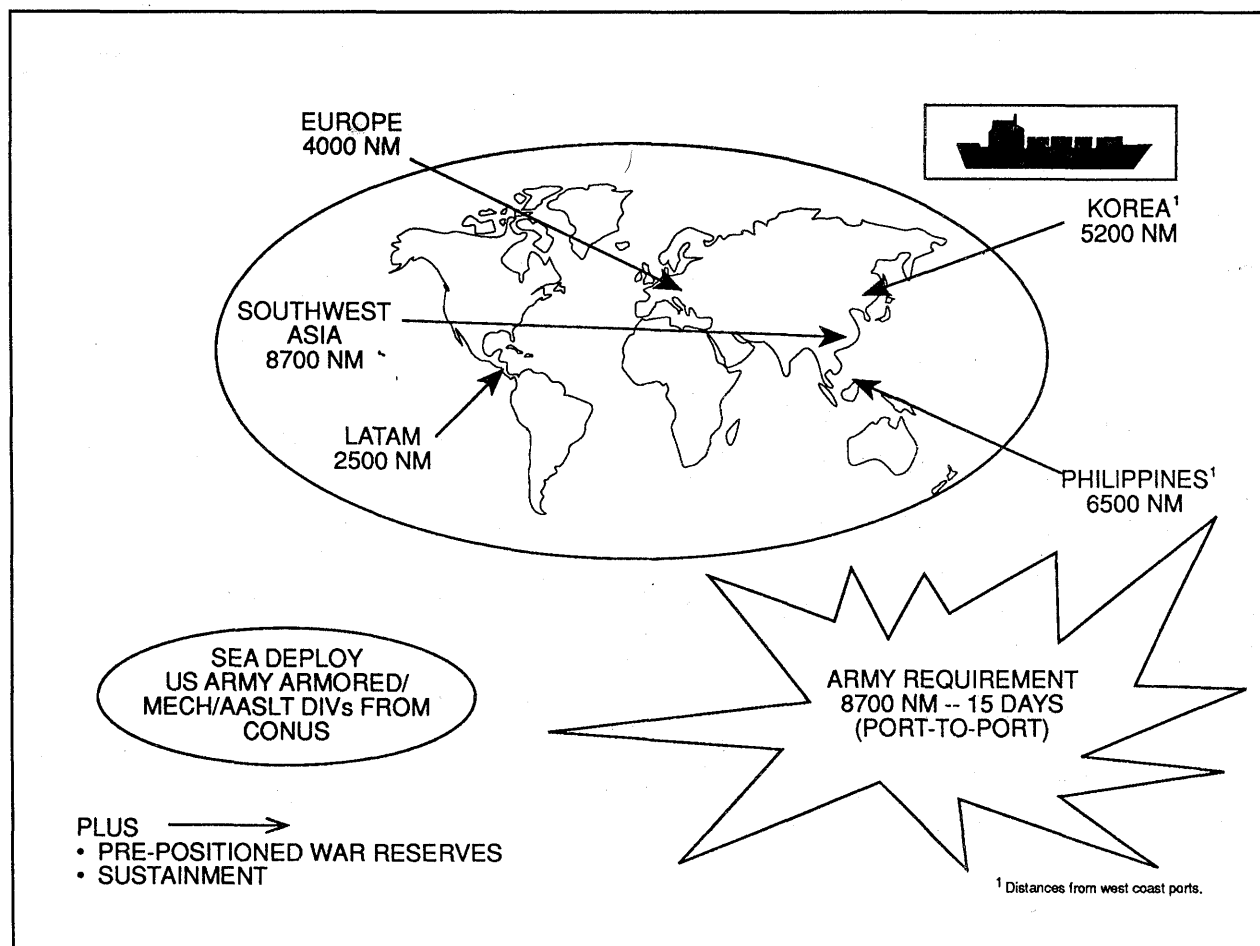 EUROPE
4000 NM
KOREA¹
5200 NM
SOUTHWEST
ASIA
8700 NM
LATAM
2500 NM
PHILIPPINES¹
6500 NM
SEA DEPLOY
US ARMY ARMORED/
MECH/AASLT DIVs FROM
CONUS
ARMY REQUIREMENT
8700 NM -- 15 DAYS
(PORT-TO-PORT)
PLUS
• PRE-POSITIONED WAR RESERVES
• SUSTAINMENT
¹ Distances from west coast ports.